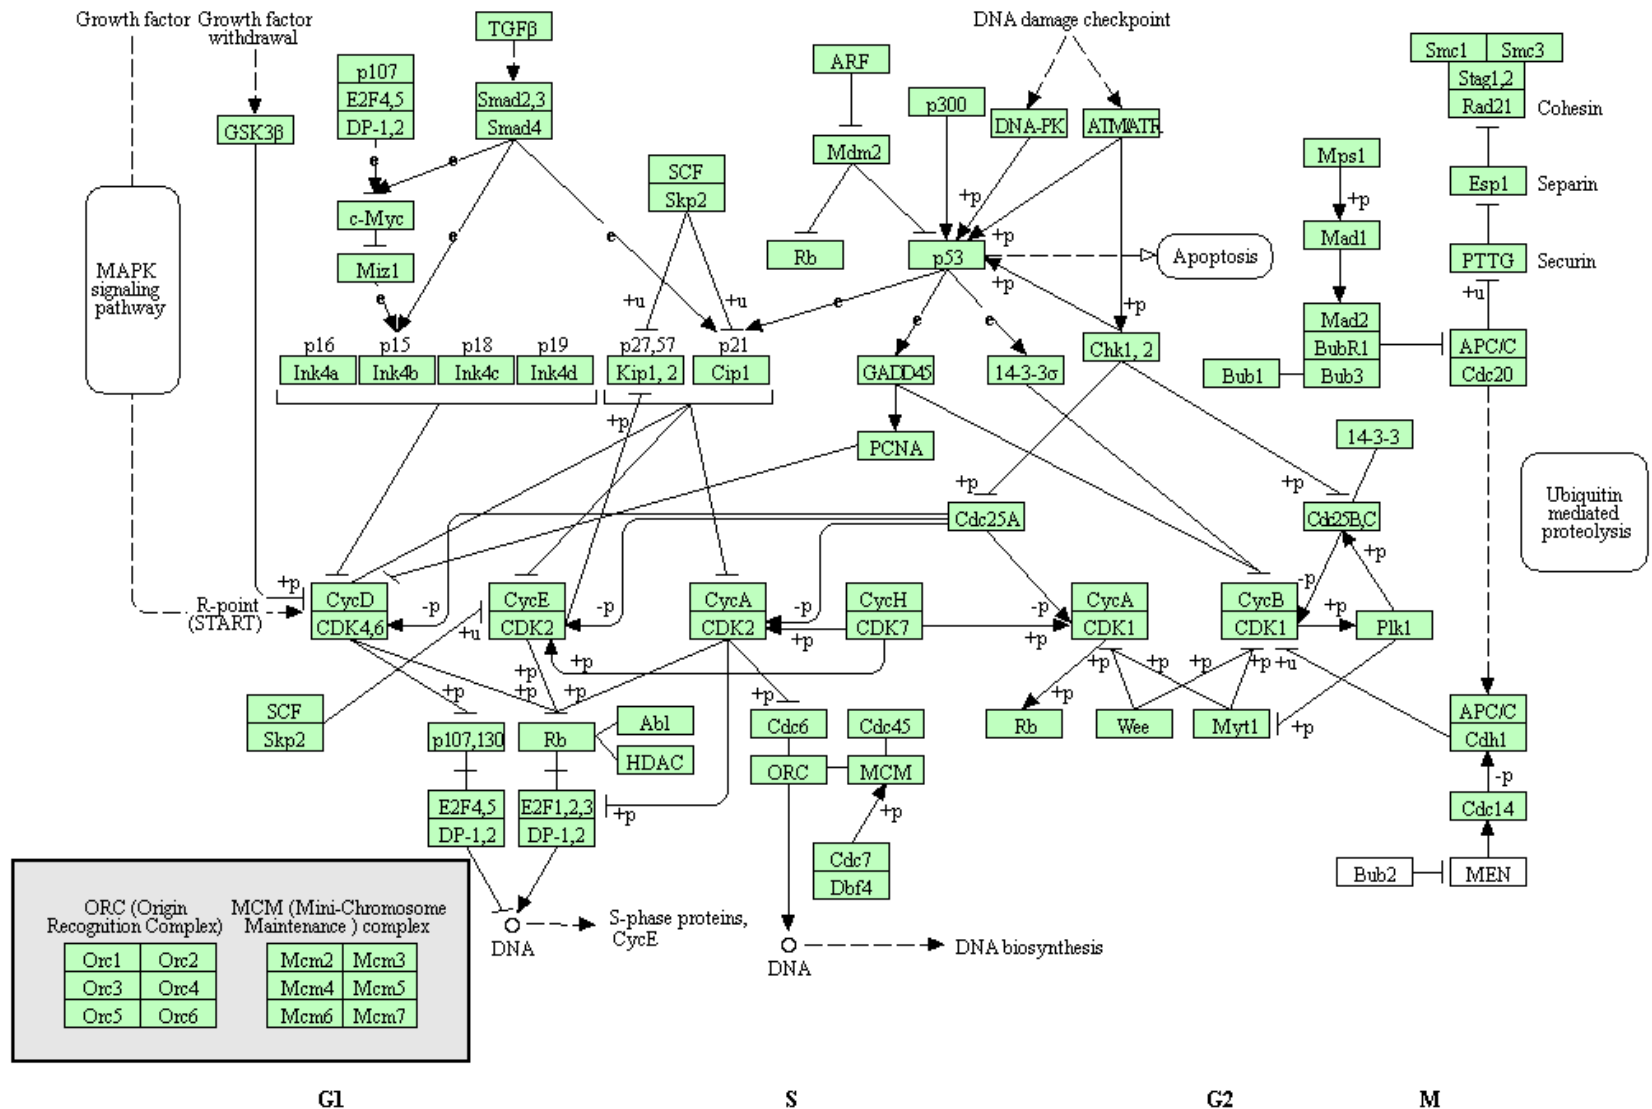 Growth factor
Growth factor
withdrawal
TGFβ
DNA damage checkpoint
Smc1
Smc3
Stag1,2
Rad21
Cohesin
ARF
p107
E2F4,5
DP-1,2
Smad2,3
Smad4
p300
GSK3β
DNA-PK
ATM/ATR
Mdm2
Mps1
e
e
SCF
Skp2
Esp1
Separin
+p
+p
c-Myc
e
e
Rb
p53
+p
+p
Apoptosis
Mad1
PTTG
Securin
MAPK
signaling
pathway
Miz1
e
+u
+u
e
e
e
+p
+u
p16
p15
p18
p19
p27,57
p21
Ink4a
Ink4b
Ink4c
Ink4d
Kip1, 2
Cip1
GADD45
14-3-3σ
Chk1, 2
Mad2
BubR1
Bub3
Bub1
APC/C
Cdc20
+p
PCNA
14-3-3
+p
+p
Cdc25A
Cdc25B,C
Ubiquitin
mediated
proteolysis
+p
+p
R-point
(START)
CycD
CDK4,6
-p
CycE
CDK2
-p
CycA
CDK2
-p
+p
CycH
CDK7
-p
+p
CycA
CDK1
CycB
CDK1
-p
+p
Plk1
+u
+p
+p
+p
+p
+p
+p
+p
+p
+p
+p
+u
+p
SCF
Skp2
p107,130
Rb
Abl
HDAC
Cdc6
Cdc45
ORC
MCM
Rb
Wee
Myt1
APC/C
Cdh1
-p
E2F4,5
DP-1,2
E2F1,2,3
DP-1,2
+p
+p
Cdc7
Dbf4
Cdc14
Bub2
MEN
ORC (Origin
Recognition Complex)
MCM (Mini-Chromosome
Maintenance ) complex
Orc1
Orc2
Orc3
Orc4
Orc5
Orc6
Mcm2
Mcm3
Mcm4
Mcm5
Mcm6
Mcm7
DNA
S-phase proteins,
CycE
DNA
DNA biosynthesis
G1
S
G2
M